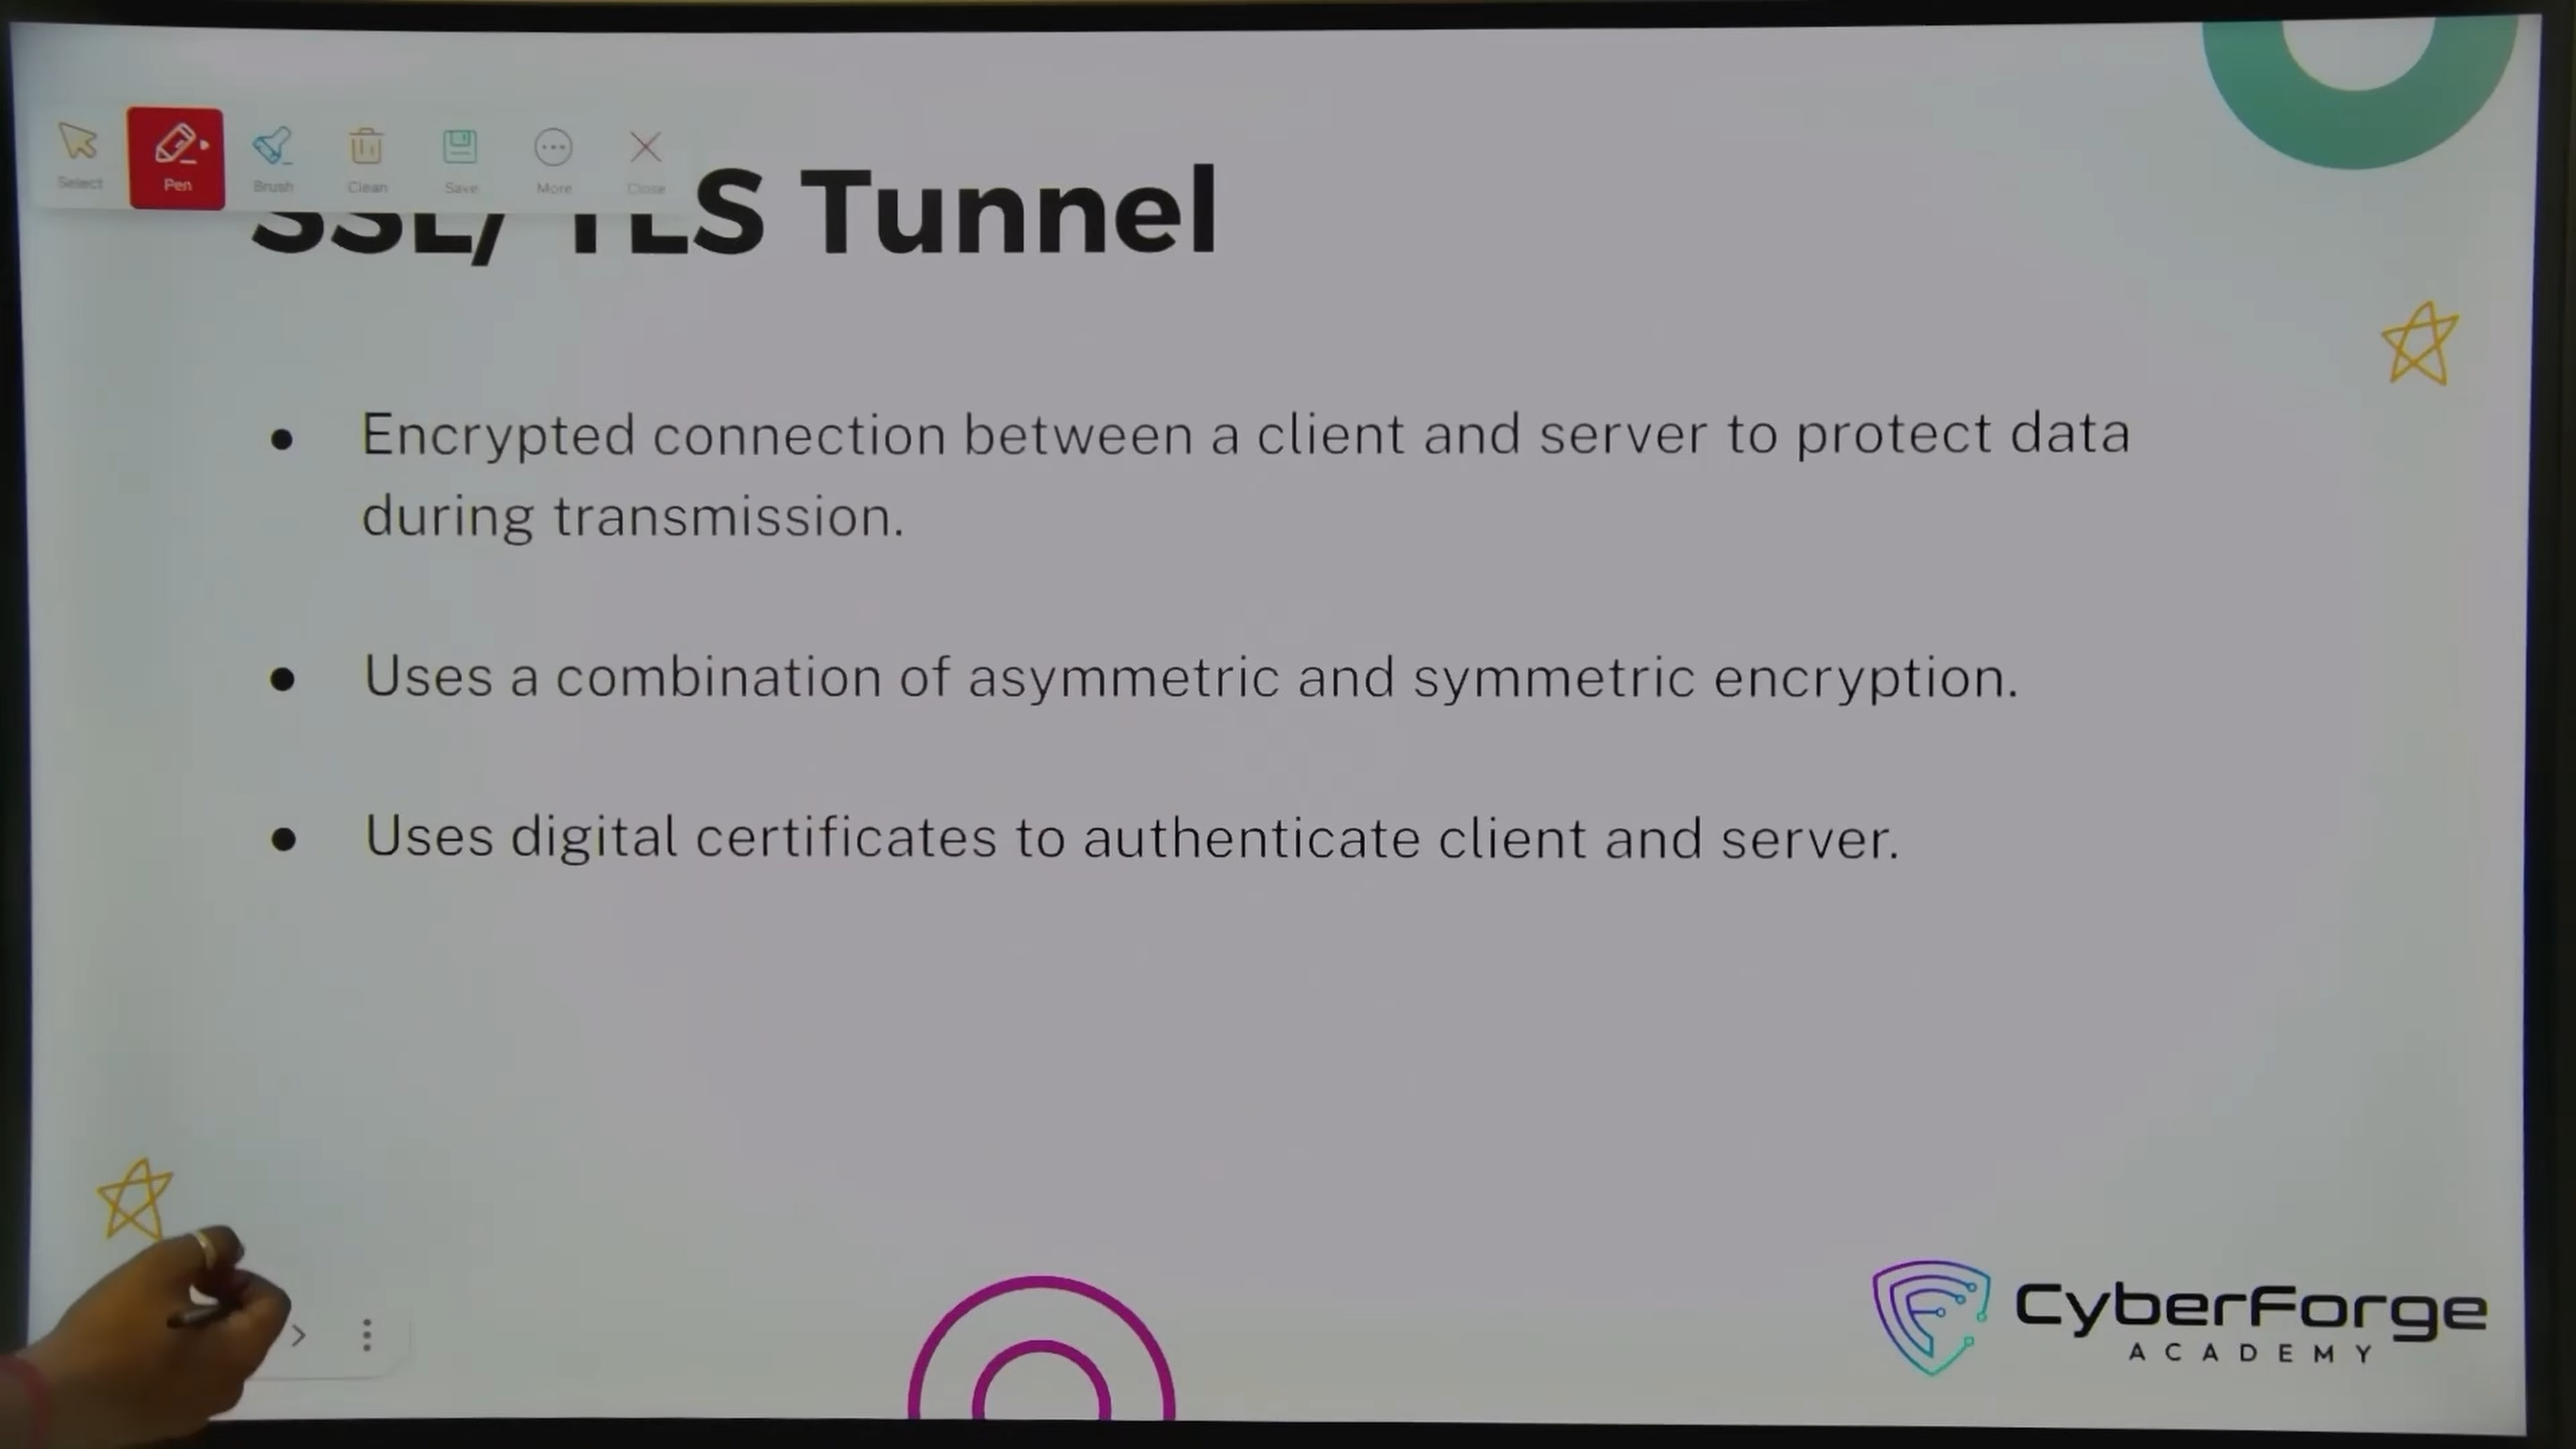 Select Pen Brush Clean Save More Close
SSL/ TLS Tunnel
Encrypted connection between a client and server to protect data
during transmission.
Uses a combination of asymmetric and symmetric encryption.
Uses digital certificates to authenticate client and server.
CyberForge
ACADEMY